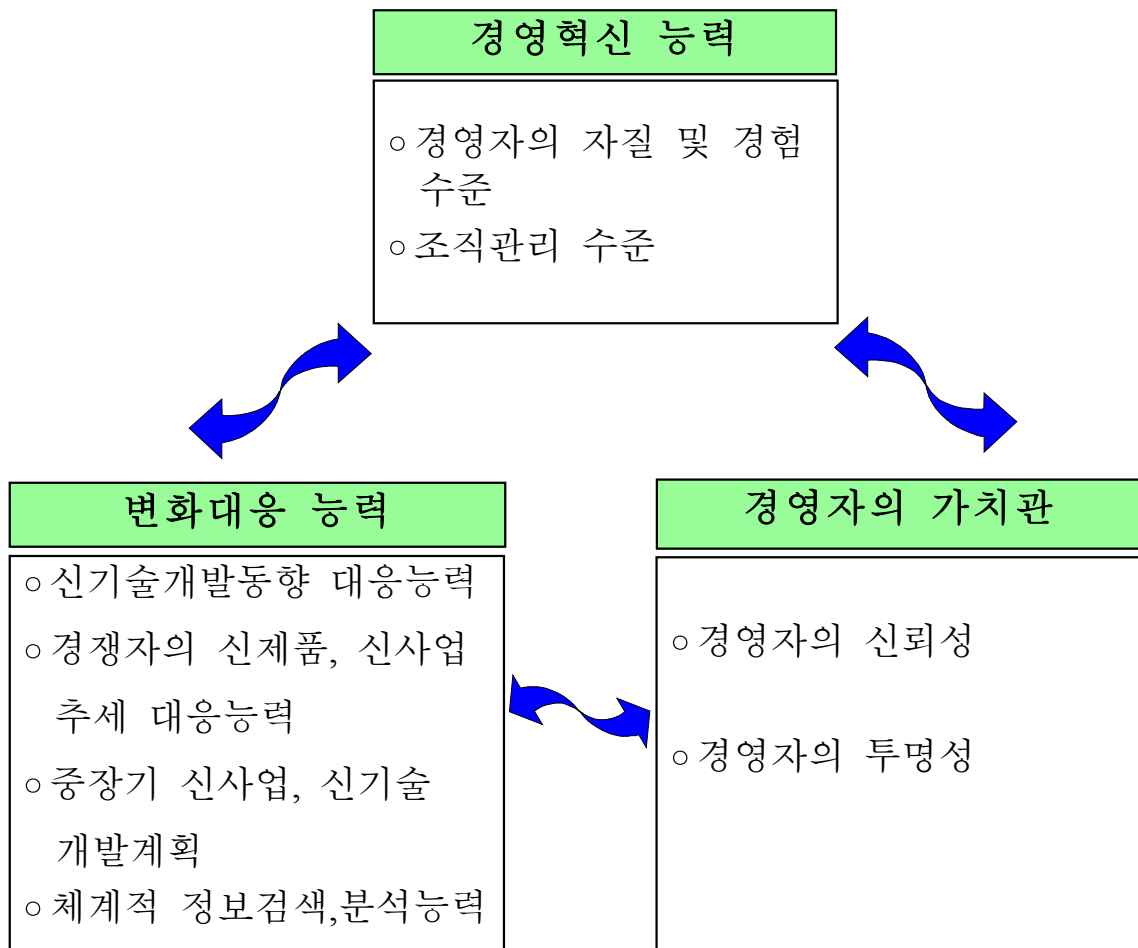 경영혁신 능력
○경영자의 자질 및 경험
수준
○조직관리 수준
변화대응 능력
○신기술개발동향 대응능력
○경쟁자의 신제품, 신사업
추세 대응능력
○중장기 신사업, 신기술
개발계획
○체계적 정보검색,분석능력
경영자의 가치관
○경영자의 신뢰성
○경영자의 투명성